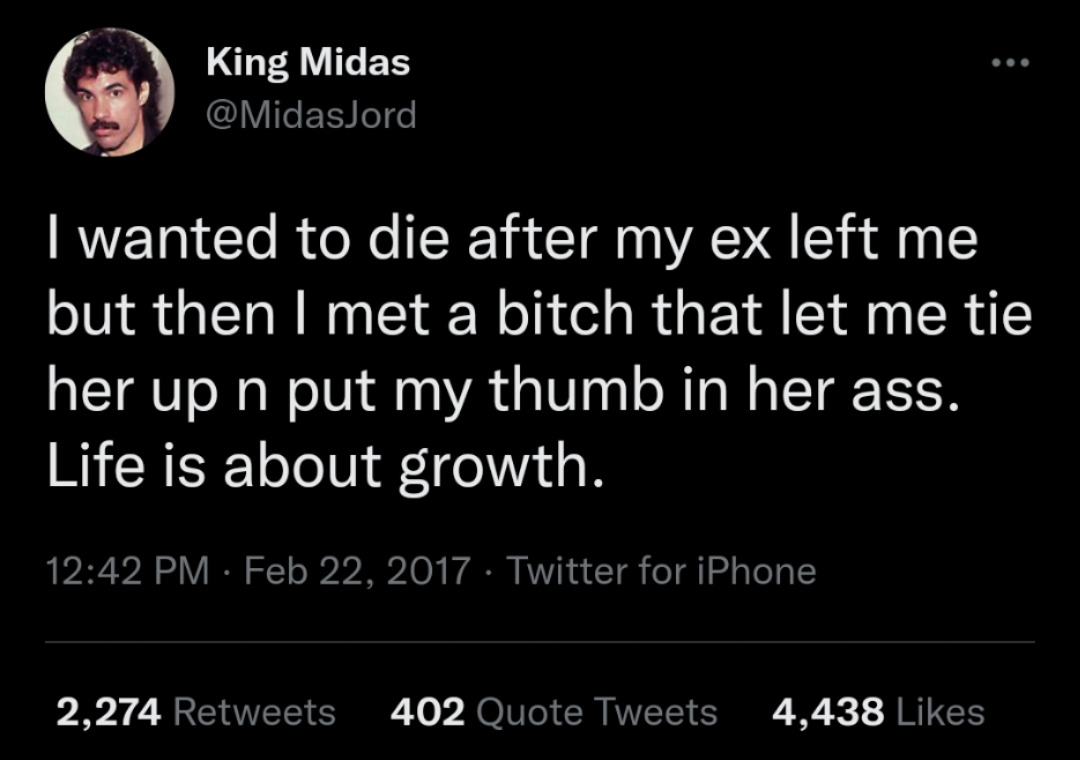 King Midas
@MidasJord
I wanted to die after my ex left me
but then I met a bitch that let me tie
her up n put my thumb in her ass.
Life is about growth.
12:42 PM · Feb 22, 2017 · Twitter for iPhone
2,274 Retweets 402 Quote Tweets 4,438 Likes